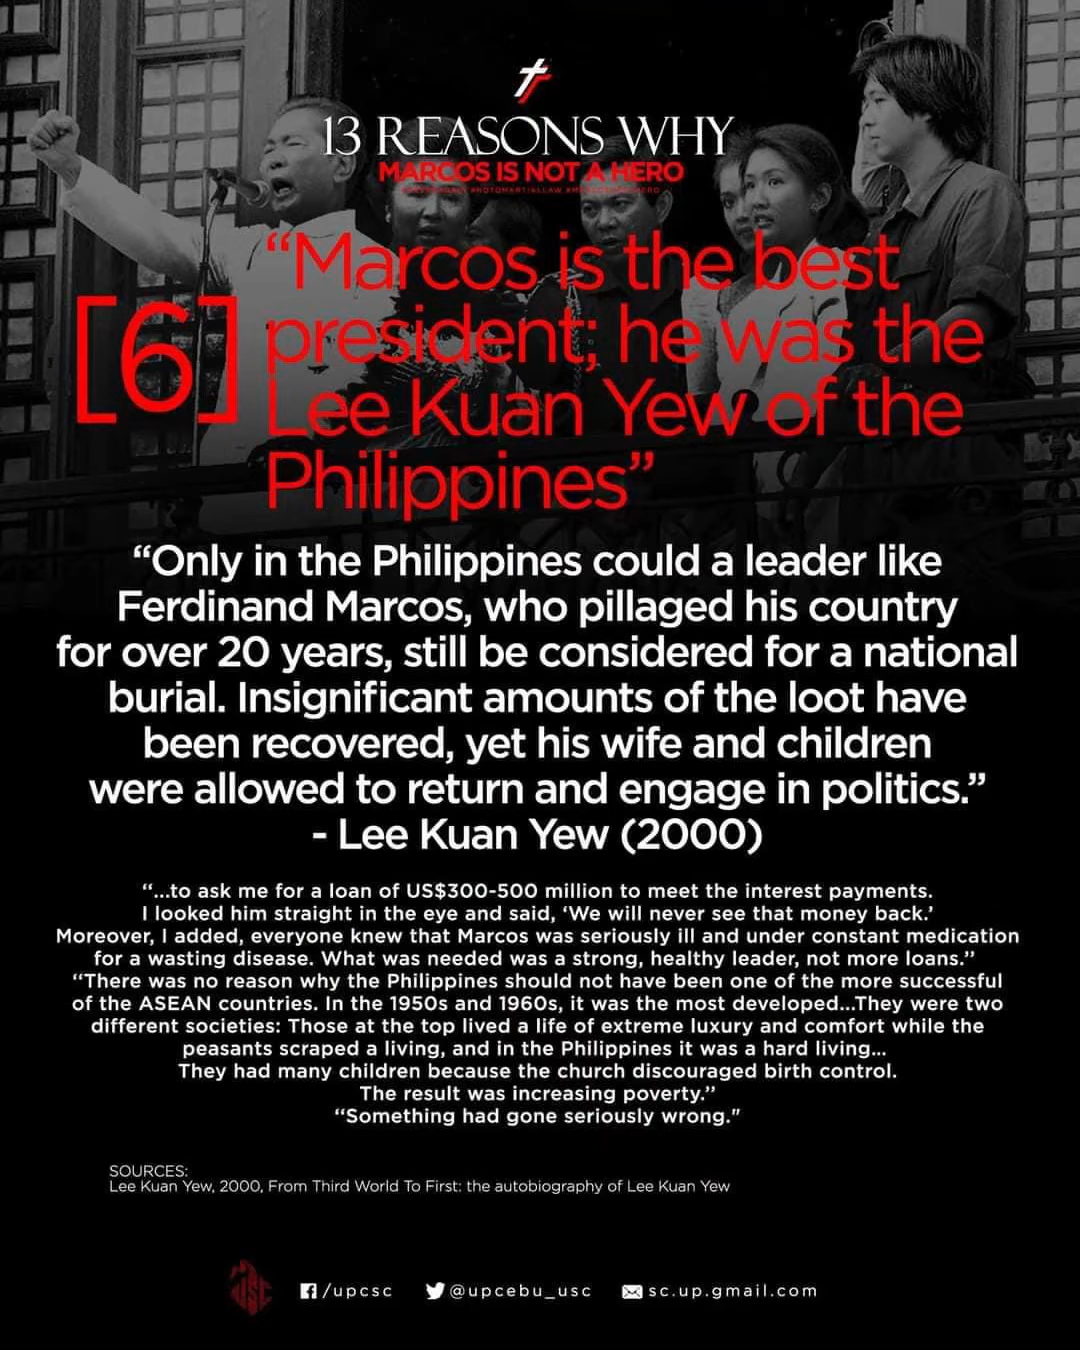 13 REASONS WHY
MARCOS IS NOT A HERO
[6]
“Marcos is the best
president; he was the
Lee Kuan Yew of the
Philippines”
“Only in the Philippines could a leader like
Ferdinand Marcos, who pillaged his country
for over 20 years, still be considered for a national
burial. Insignificant amounts of the loot have
been recovered, yet his wife and children
were allowed to return and engage in politics.”
- Lee Kuan Yew (2000)
“...to ask me for a loan of US$300-500 million to meet the interest payments.
I looked him straight in the eye and said, ‘We will never see that money back.’
Moreover, I added, everyone knew that Marcos was seriously ill and under constant medication
for a wasting disease. What was needed was a strong, healthy leader, not more loans.”
“There was no reason why the Philippines should not have been one of the more successful
of the ASEAN countries. In the 1950s and 1960s, it was the most developed...They were two
different societies: Those at the top lived a life of extreme luxury and comfort while the
peasants scraped a living, and in the Philippines it was a hard living...
They had many children because the church discouraged birth control.
The result was increasing poverty.”
“Something had gone seriously wrong."
SOURCES:
Lee Kuan Yew, 2000, From Third World To First: the autobiography of Lee Kuan Yew
/upcsc
@upcebu_usc
sc.up.gmail.com